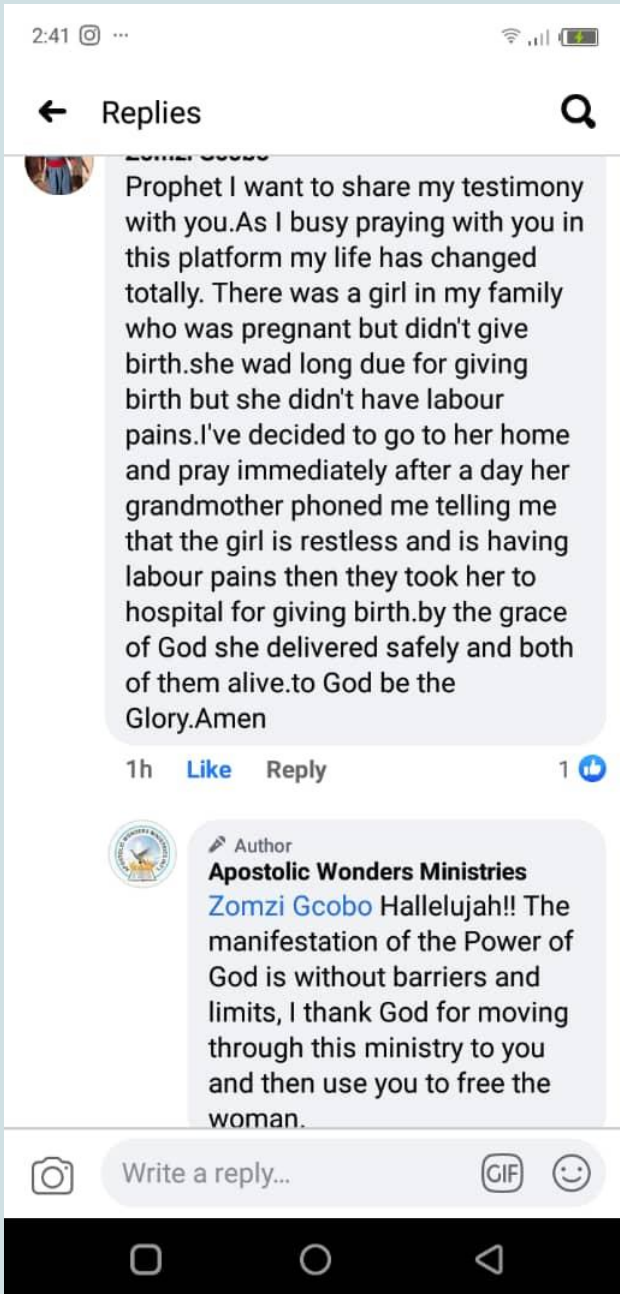 2:41
Replies
Zomzi Gcobo
Prophet I want to share my testimony
with you.As I busy praying with you in
this platform my life has changed
totally. There was a girl in my family
who was pregnant but didn't give
birth.she wad long due for giving
birth but she didn't have labour
pains.I've decided to go to her home
and pray immediately after a day her
grandmother phoned me telling me
that the girl is restless and is having
labour pains then they took her to
hospital for giving birth.by the grace
of God she delivered safely and both
of them alive.to God be the
Glory.Amen
1h Like Reply 1
Author
Apostolic Wonders Ministries
Zomzi Gcobo Hallelujah!! The
manifestation of the Power of
God is without barriers and
limits, I thank God for moving
through this ministry to you
and then use you to free the
woman.
Write a reply... GIF